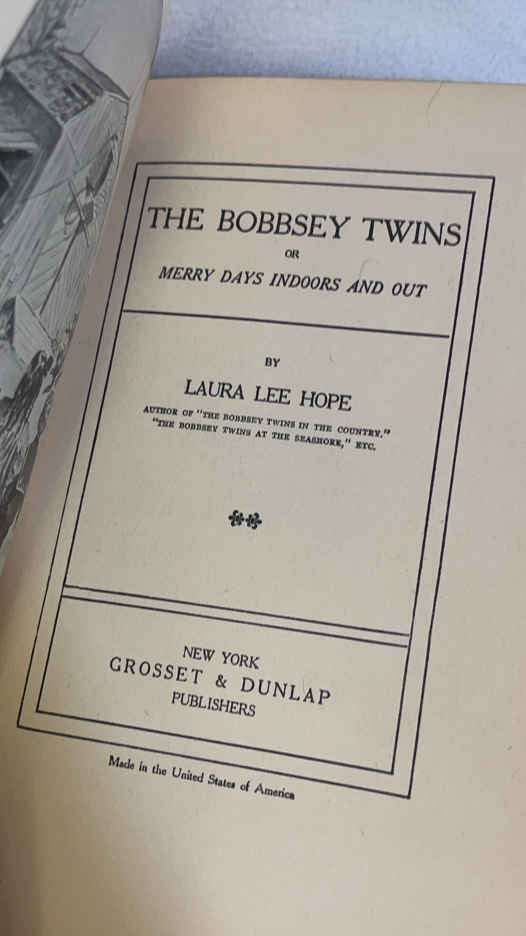 THE BOBBSEY TWINS
OR
MERRY DAYS INDOORS AND OUT
BY
LAURA LEE HOPE
AUTHOR OF "THE BOBBSEY TWINS IN THE COUNTRY,"
"THE BOBBSEY TWINS AT THE SEASHORE," ETC.
NEW YORK
GROSSET & DUNLAP
PUBLISHERS
Made in the United States of America